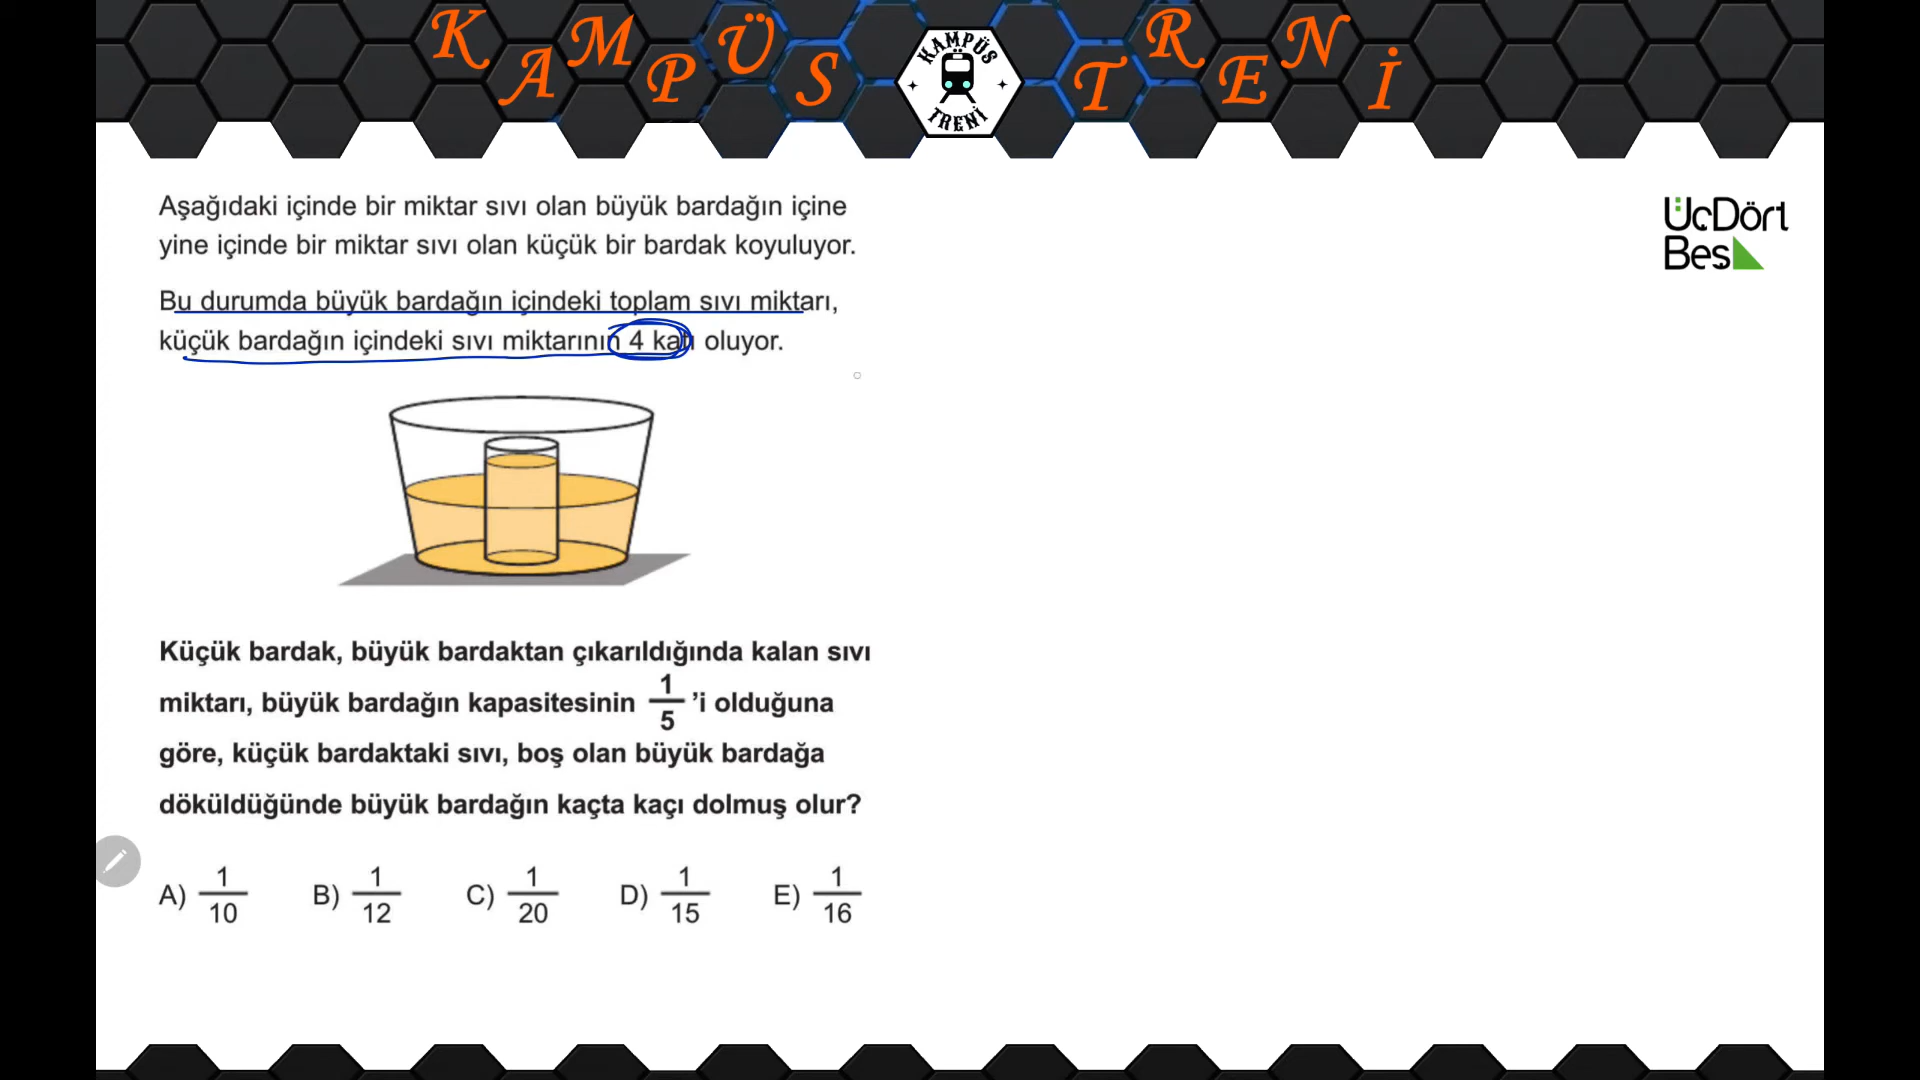 KAMPÜS TRENİ
KAMPÜS
TRENİ
ÜçDört
Beş
Aşağıdaki içinde bir miktar sıvı olan büyük bardağın içine
yine içinde bir miktar sıvı olan küçük bir bardak koyuluyor.
Bu durumda büyük bardağın içindeki toplam sıvı miktarı,
küçük bardağın içindeki sıvı miktarının 4 katı oluyor.
Küçük bardak, büyük bardaktan çıkarıldığında kalan sıvı
miktarı, büyük bardağın kapasitesinin 1/5 'i olduğuna
göre, küçük bardaktaki sıvı, boş olan büyük bardağa
döküldüğünde büyük bardağın kaçta kaçı dolmuş olur?
A) 1/10 B) 1/12 C) 1/20 D) 1/15 E) 1/16